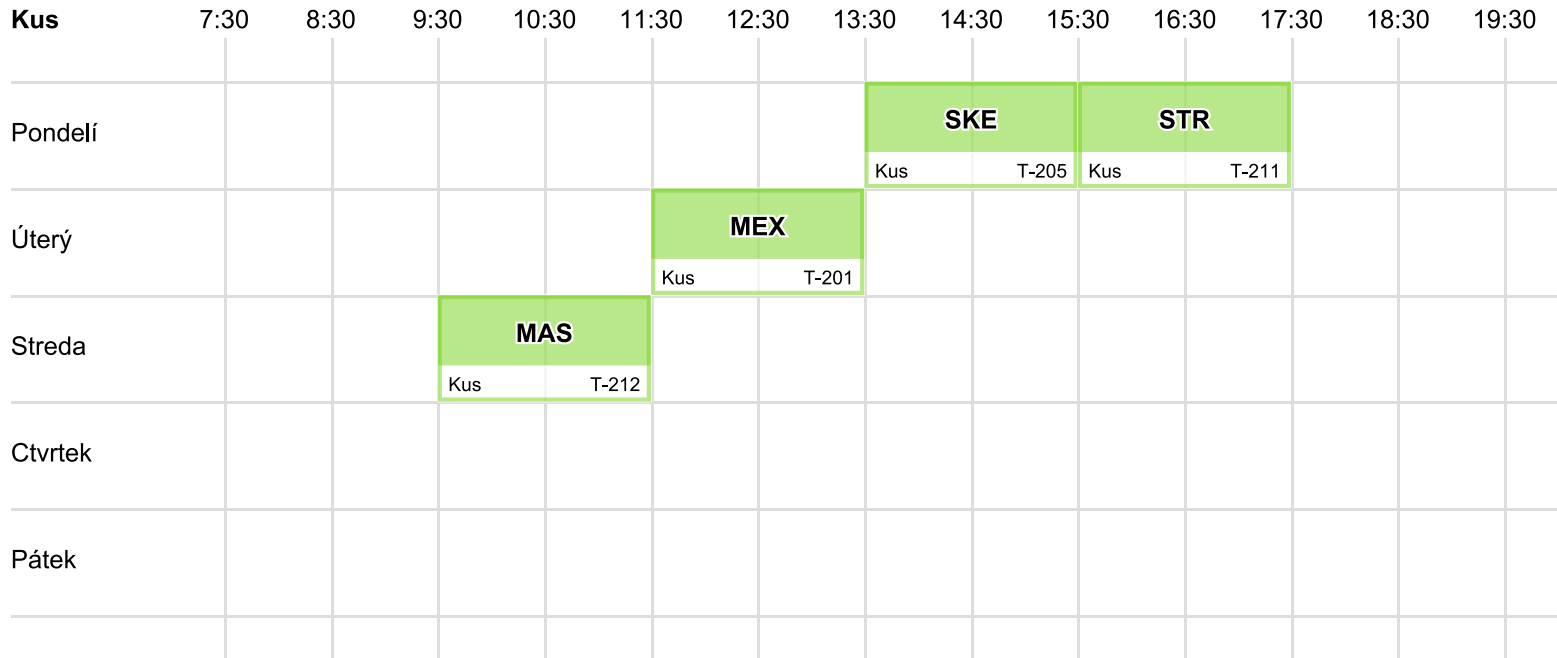 Kus 7:30 8:30 9:30 10:30 11:30 12:30 13:30 14:30 15:30 16:30 17:30 18:30 19:30
Pondelí
SKE STR
Kus T-205 Kus T-211
Úterý
MEX
Kus T-201
Streda
MAS
Kus T-212
Ctvrtek
Pátek